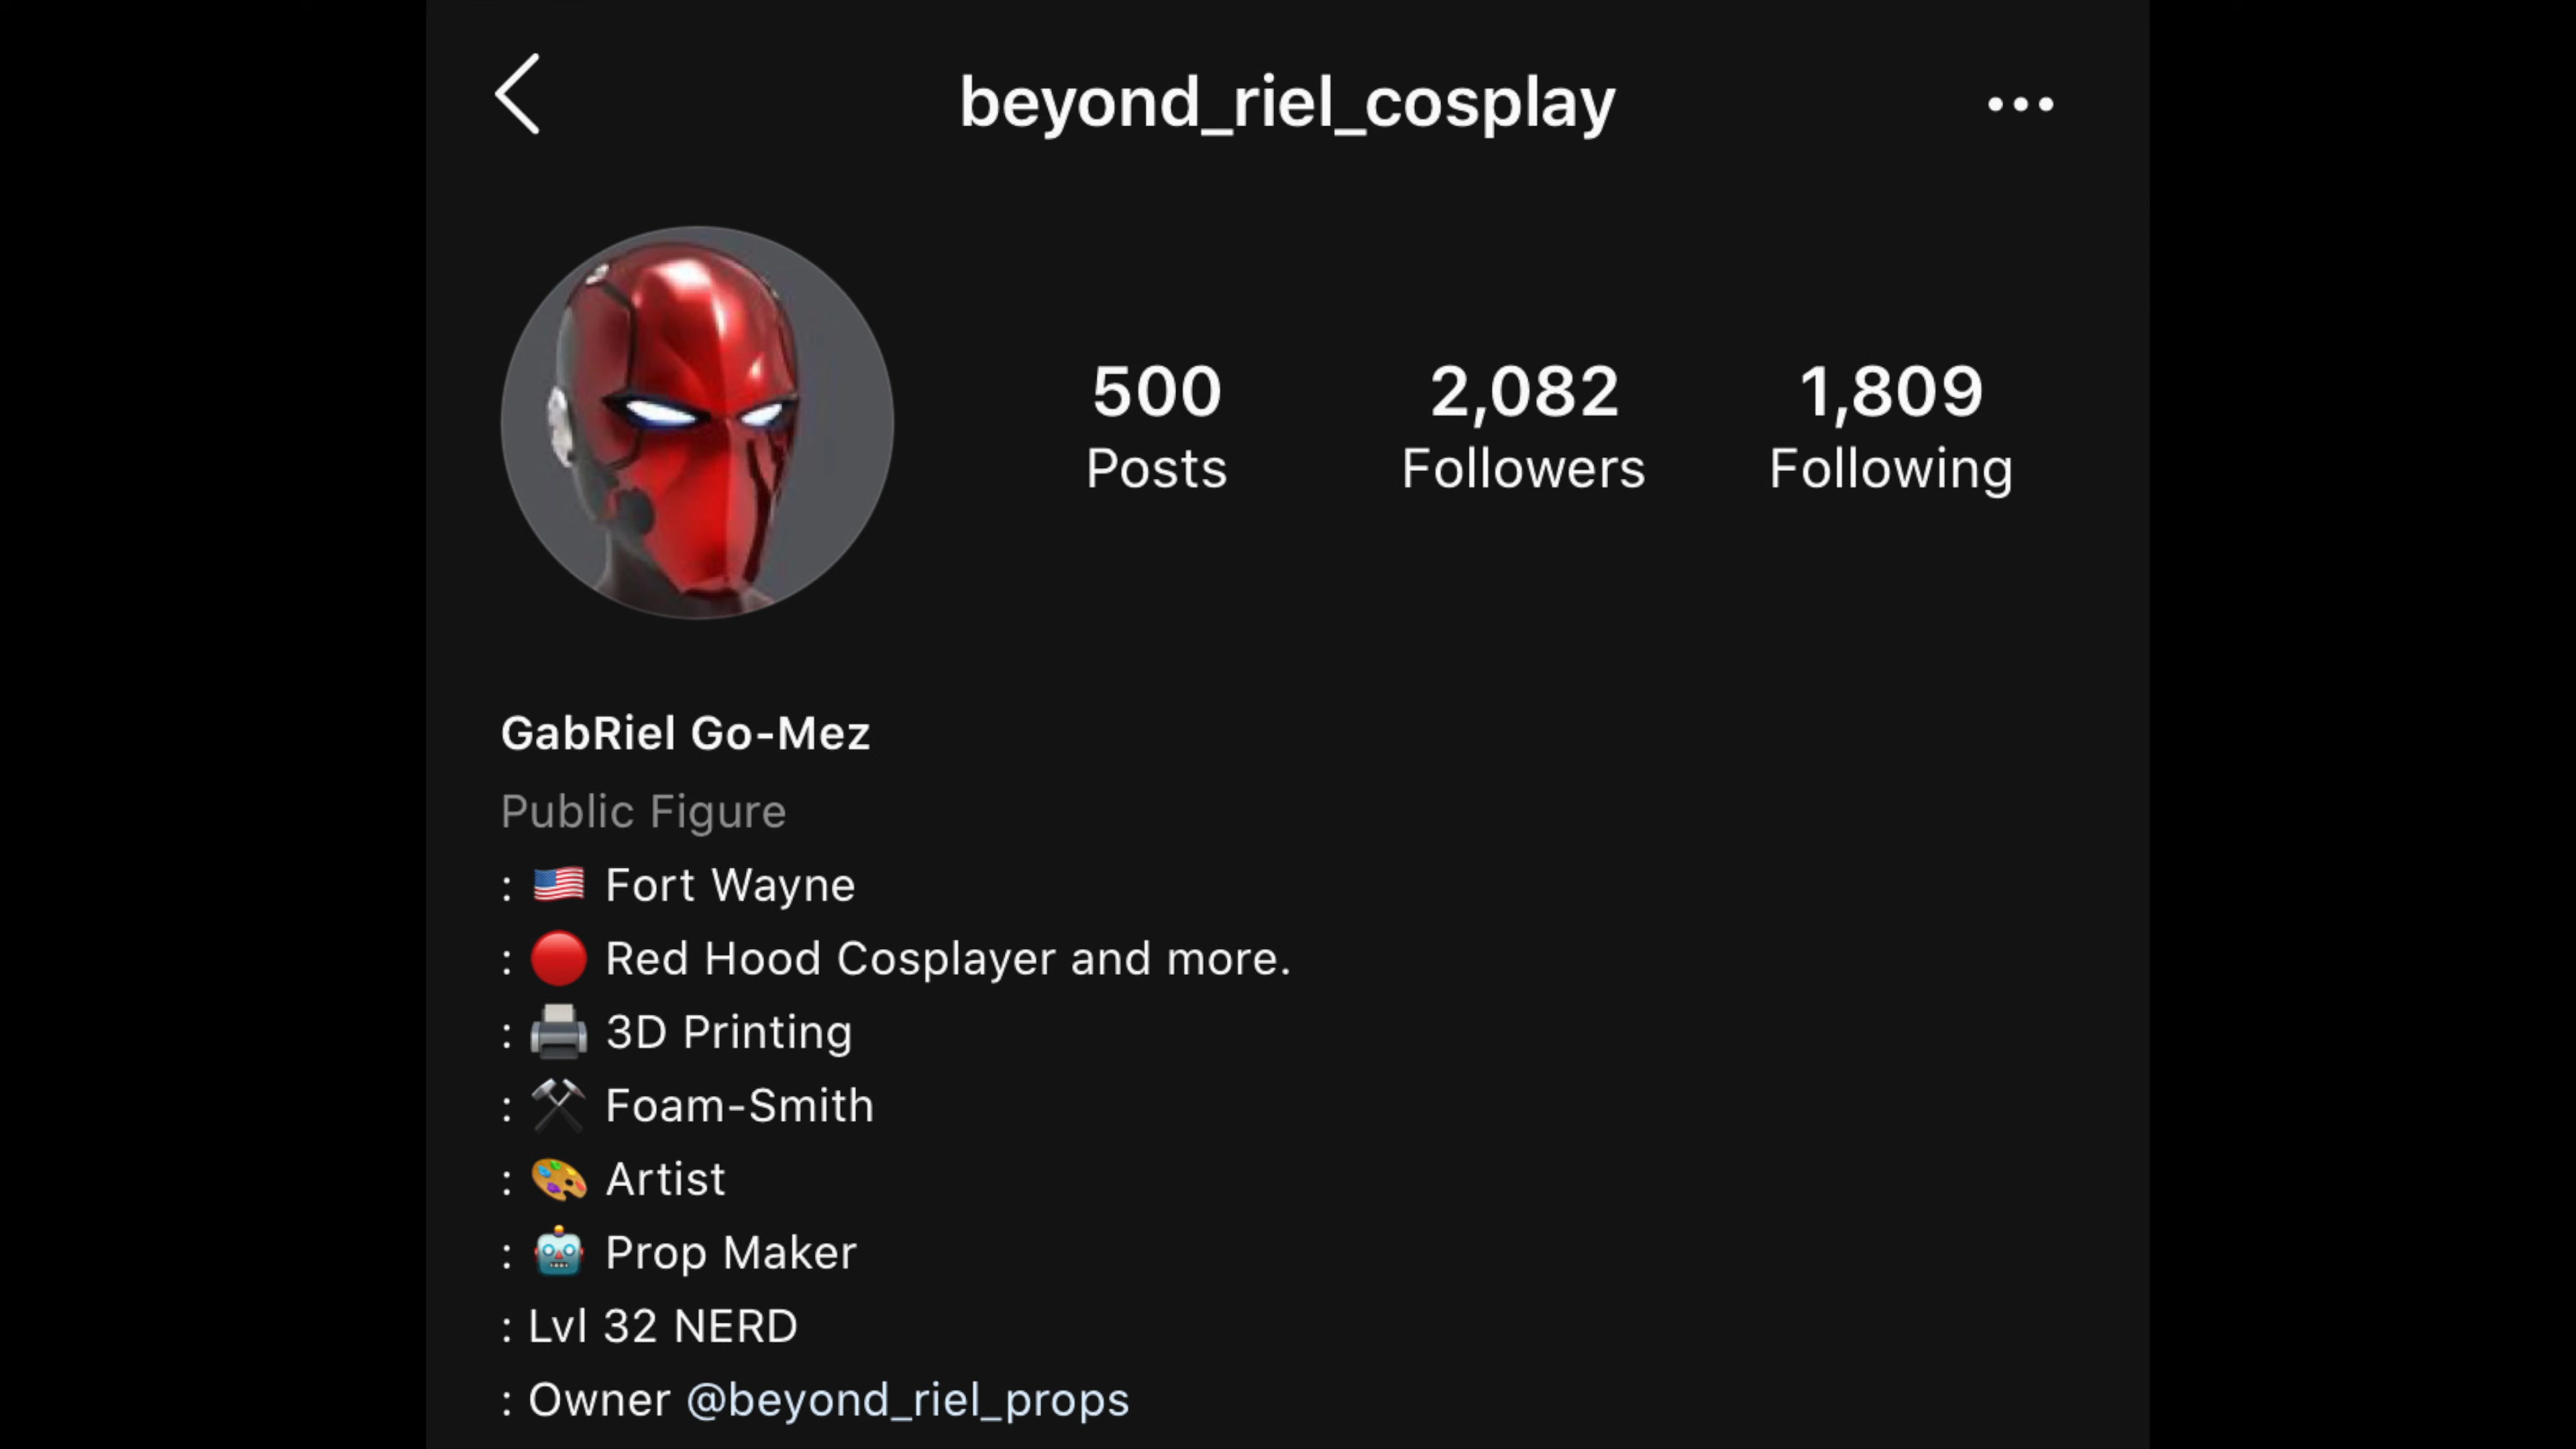 beyond_riel_cosplay
500
2,082
1,809
Posts
Followers
Following
GabRiel Go-Mez
Public Figure
: 🇺🇸 Fort Wayne
: 🔴 Red Hood Cosplayer and more.
: 🖨️ 3D Printing
: ⚒️ Foam-Smith
: 🎨 Artist
: 🤖 Prop Maker
: Lvl 32 NERD
: Owner @beyond_riel_props